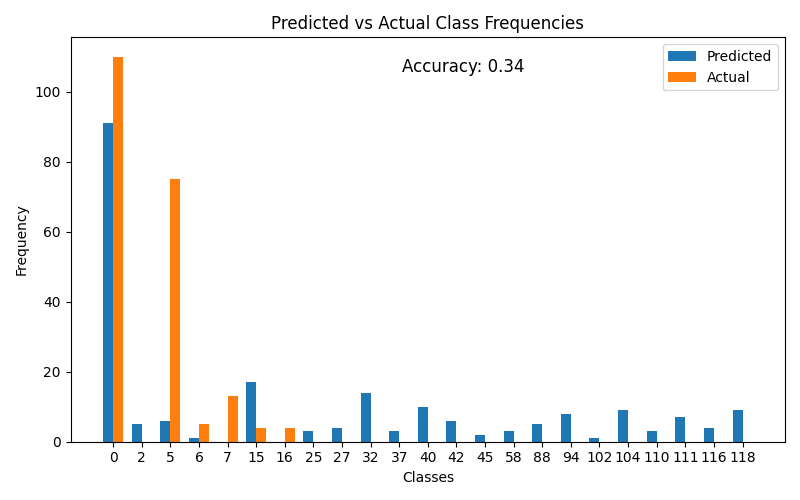 Predicted vs Actual Class Frequencies
Accuracy: 0.34
Predicted
Actual
Frequency
100
80
60
40
20
0
0 2 5 6 7 15 16 25 27 32 37 40 42 45 58 88 94 102 104 110 111 116 118
Classes